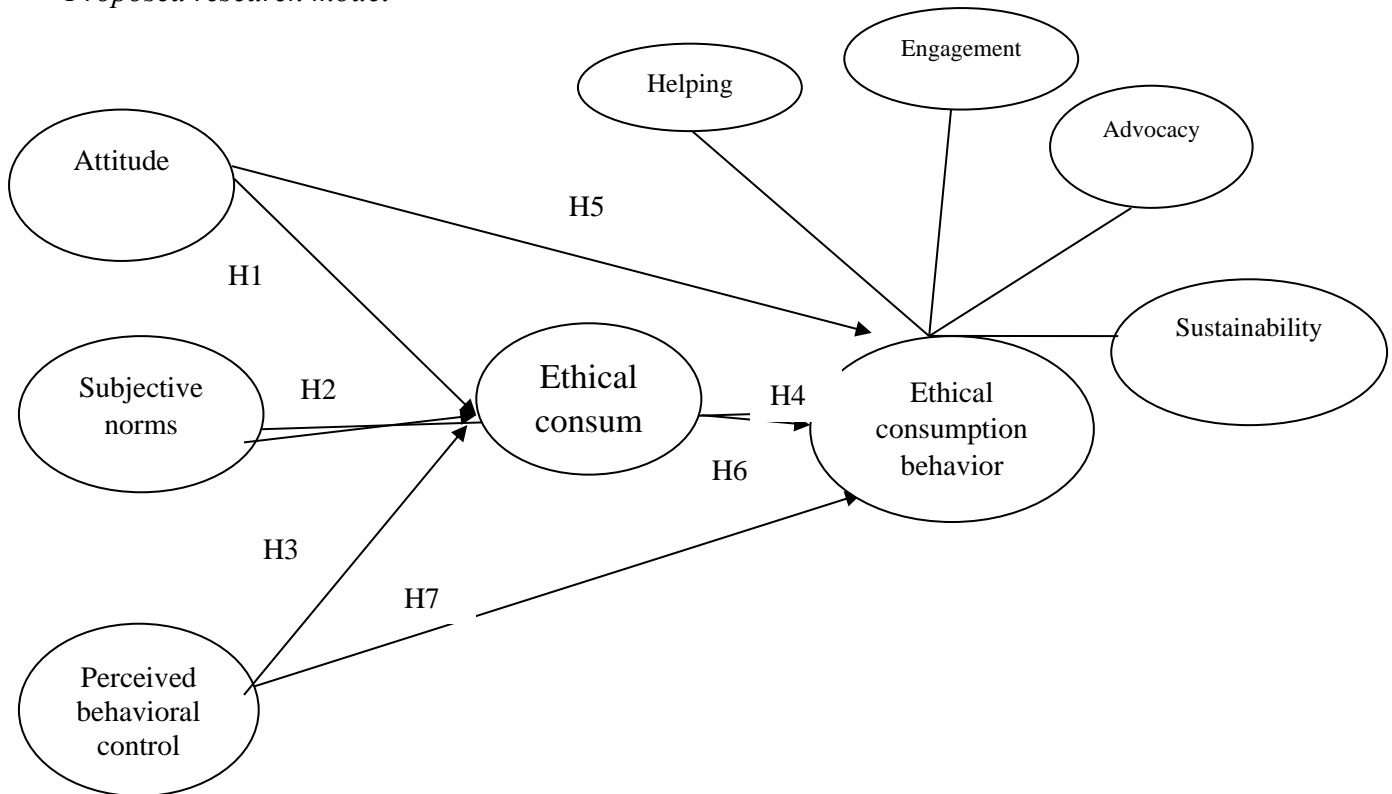 Proposed research model
Helping
Engagement
Advocacy
Attitude
H5
H1
Sustainability
Subjective
norms
H2
Ethical
consum
H4
Ethical
consumption
behavior
H6
H3
H7
Perceived
behavioral
control